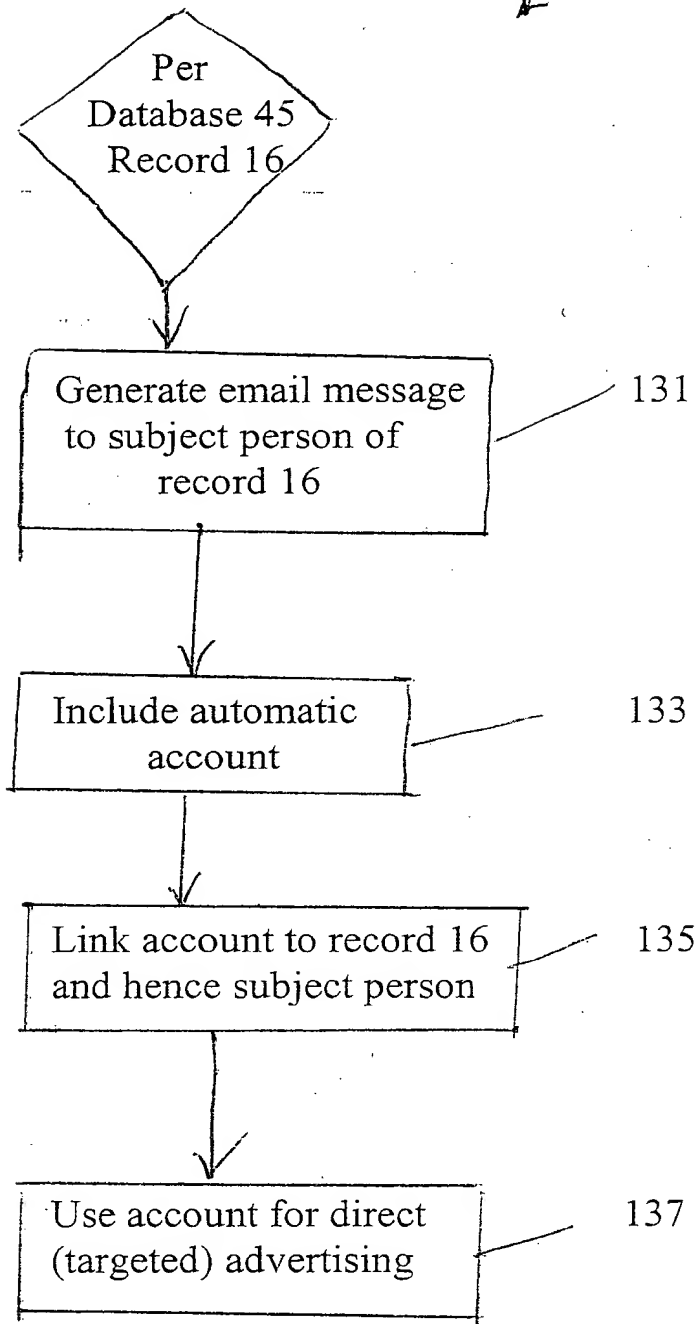 Per
Database 45
Record 16
Generate email message
to subject person of
record 16
131
Include automatic
account
133
Link account to record 16
and hence subject person
135
Use account for direct
(targeted) advertising
137